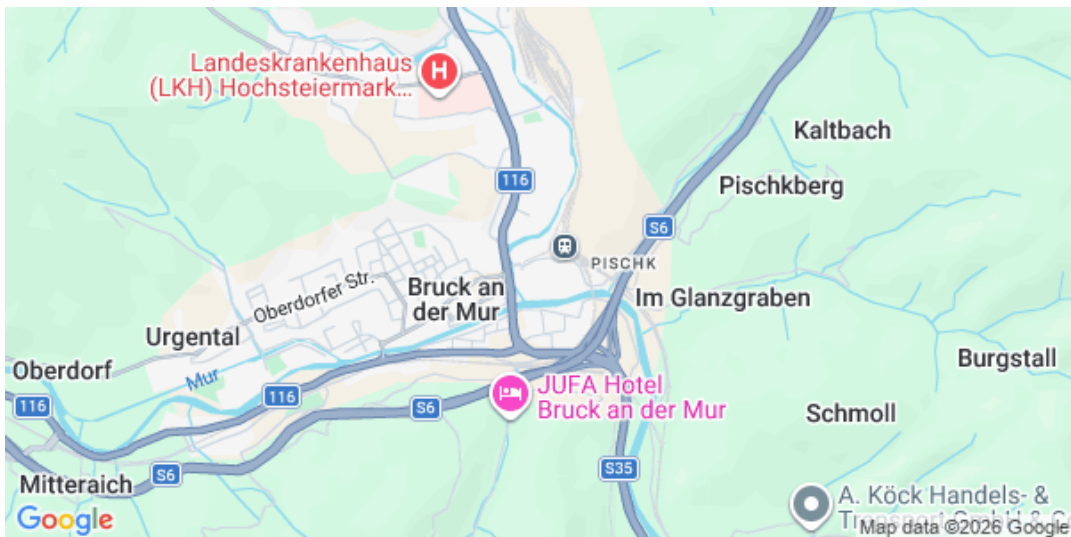 Landeskrankenhaus
(LKH) Hochsteiermark...
H
Kaltbach
116
Pischkberg
S6
PISCHK
Oberdorfer Str.
Bruck an
der Mur
Im Glanzgraben
Urgental
Oberdorf
Mur
Burgstall
JUFA Hotel
Bruck an der Mur
116
116
S6
Schmoll
S6
S35
Mitteraich
A. Köck Handels- &
Google
Map data ©2026 Google